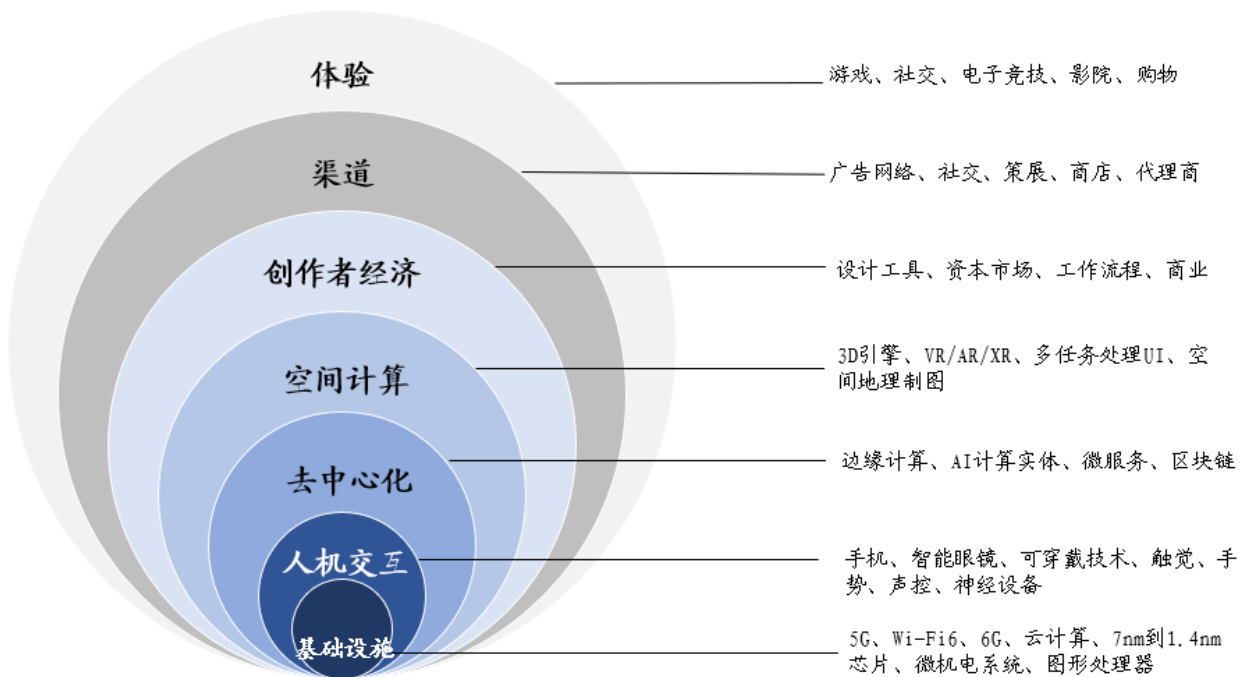 体验
游戏、社交、电子竞技、影院、购物
渠道
广告网络、社交、策展、商店、代理商
创作者经济
设计工具、资本市场、工作流程、商业
空间计算
3D引擎、VR/AR/XR、多任务处理UI、空
间地理制图
去中心化
边缘计算、AI计算实体、微服务、区块链
人机交互
手机、智能眼镜、可穿戴技术、触觉、手
势、声控、神经设备
基础设施
5G、Wi-Fi6、6G、云计算、7nm到1.4nm
芯片、微机电系统、图形处理器